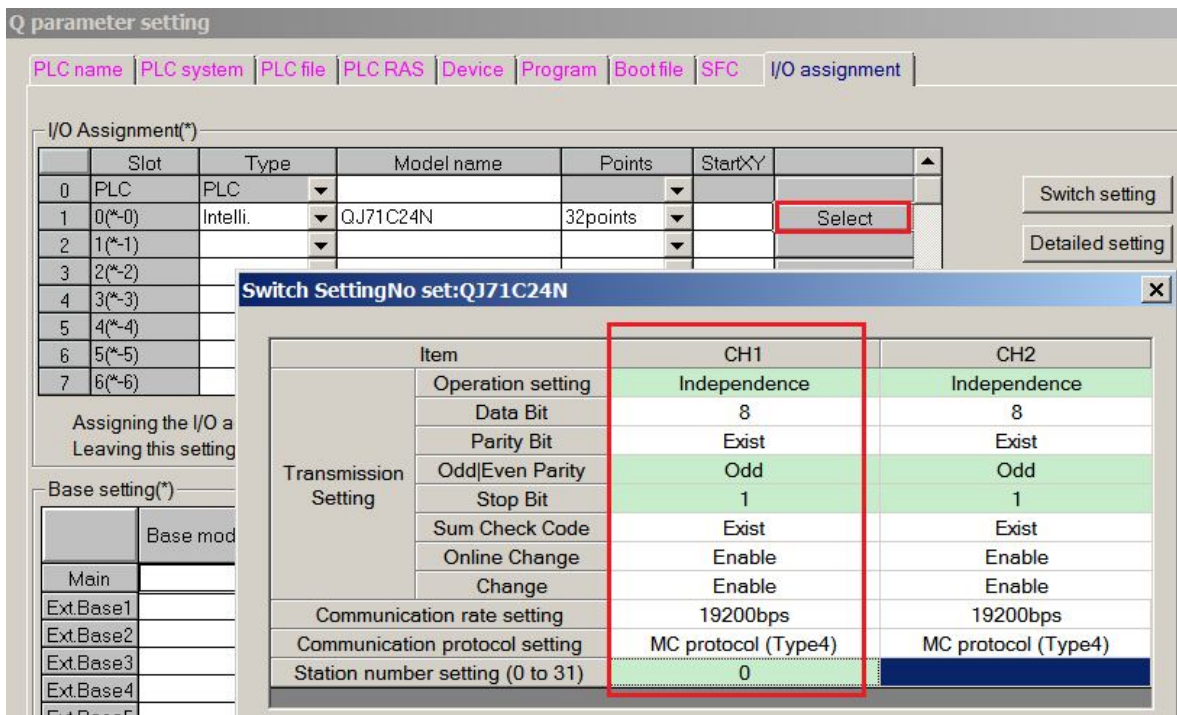 Q parameter setting
PLC name PLC system PLC file PLC RAS Device Program Boot file SFC I/O assignment
I/O Assignment(*)
Slot Type Model name Points StartXY
0 PLC PLC
1 0(*-0) Intelli. QJ71C24N 32points Select
Switch setting
2 1(*-1)
Detailed setting
3 2(*-2)
4 3(*-3)
5 4(*-4)
6 5(*-5)
7 6(*-6)
Assigning the I/O a
Leaving this setting
Base setting(*)
Base mod
Main
Ext.Base1
Ext.Base2
Ext.Base3
Ext.Base4
Switch SettingNo set:QJ71C24N
Item CH1 CH2
Transmission Setting
Operation setting Independence Independence
Data Bit 8 8
Parity Bit Exist Exist
Odd|Even Parity Odd Odd
Stop Bit 1 1
Sum Check Code Exist Exist
Online Change Enable Enable
Change Enable Enable
Communication rate setting 19200bps 19200bps
Communication protocol setting MC protocol (Type4) MC protocol (Type4)
Station number setting (0 to 31) 0